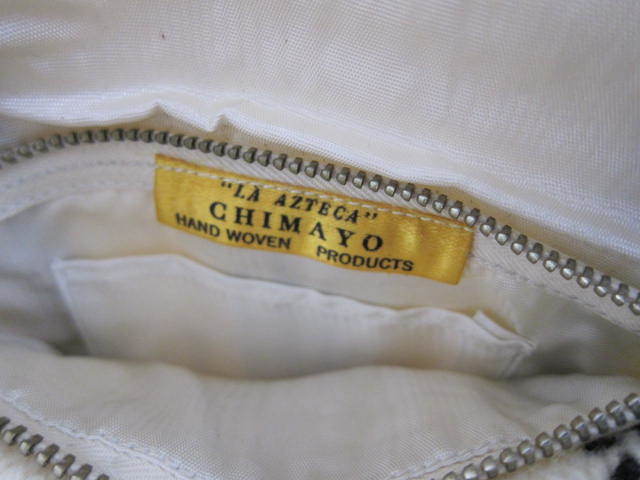 "LA AZTECA"
CHIMAYO
HAND WOVEN PRODUCTS